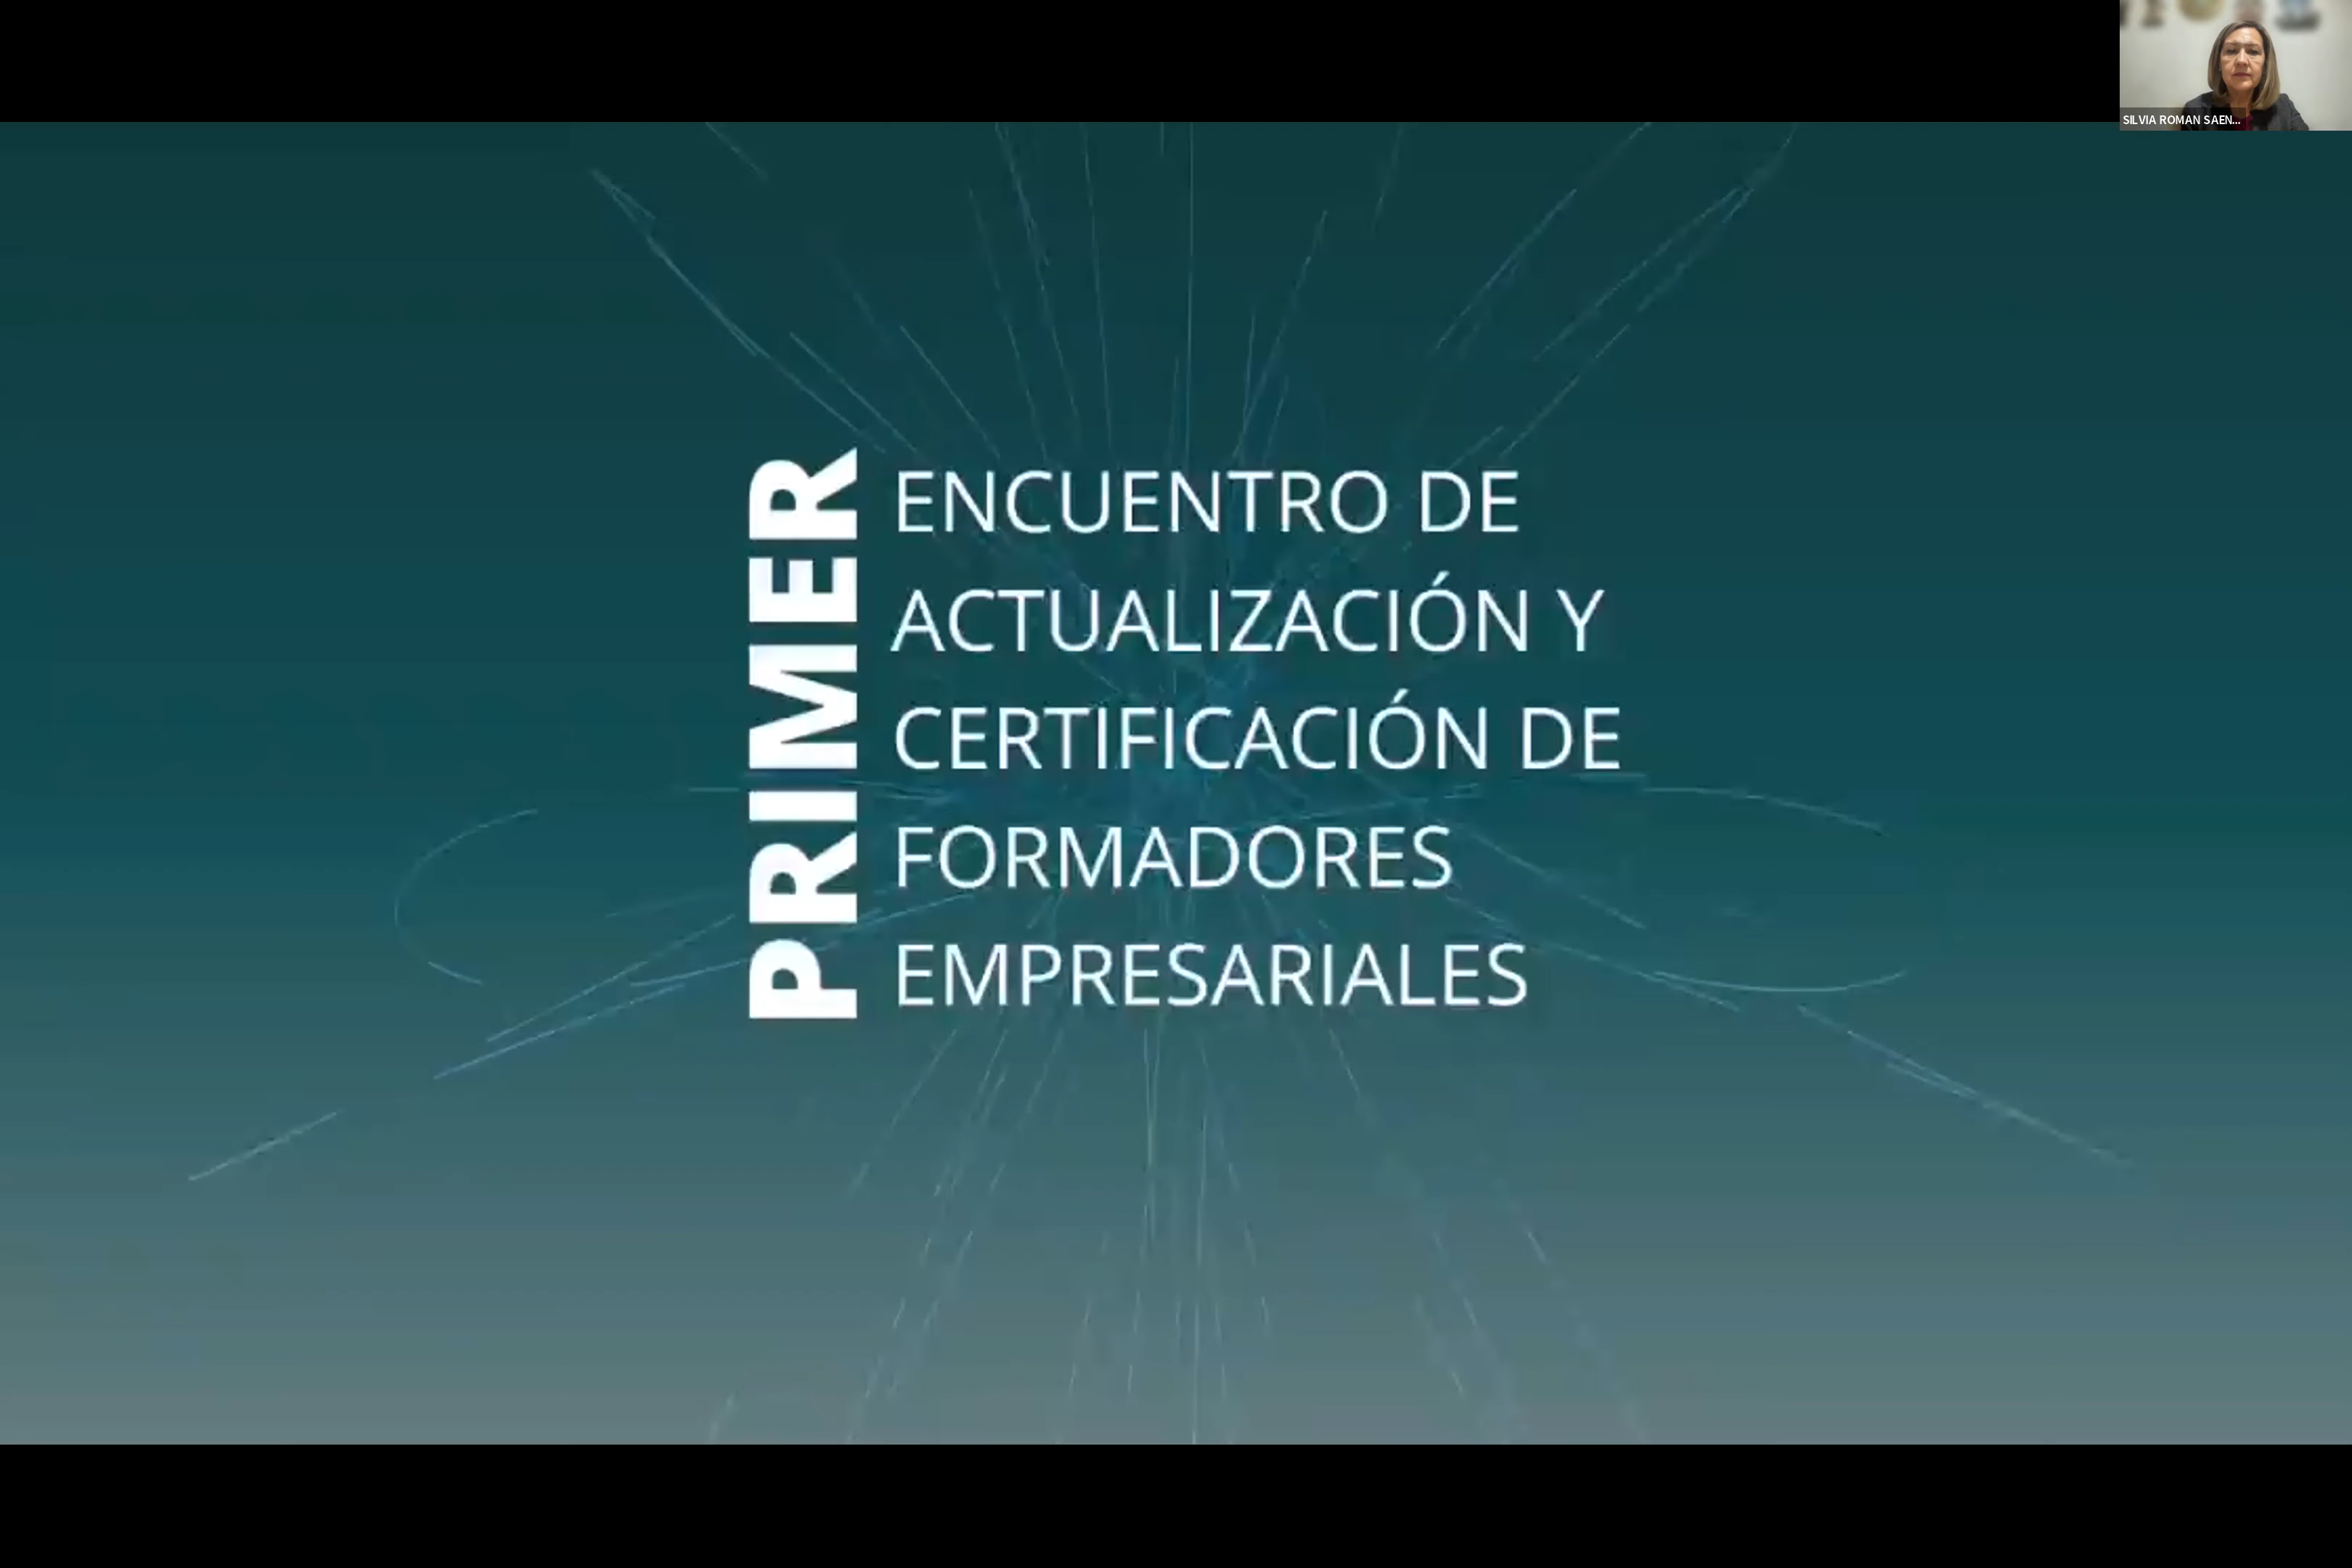 SILVIA ROMAN SAEN...
PRIMER
ENCUENTRO DE
ACTUALIZACIÓN Y
CERTIFICACIÓN DE
FORMADORES
EMPRESARIALES